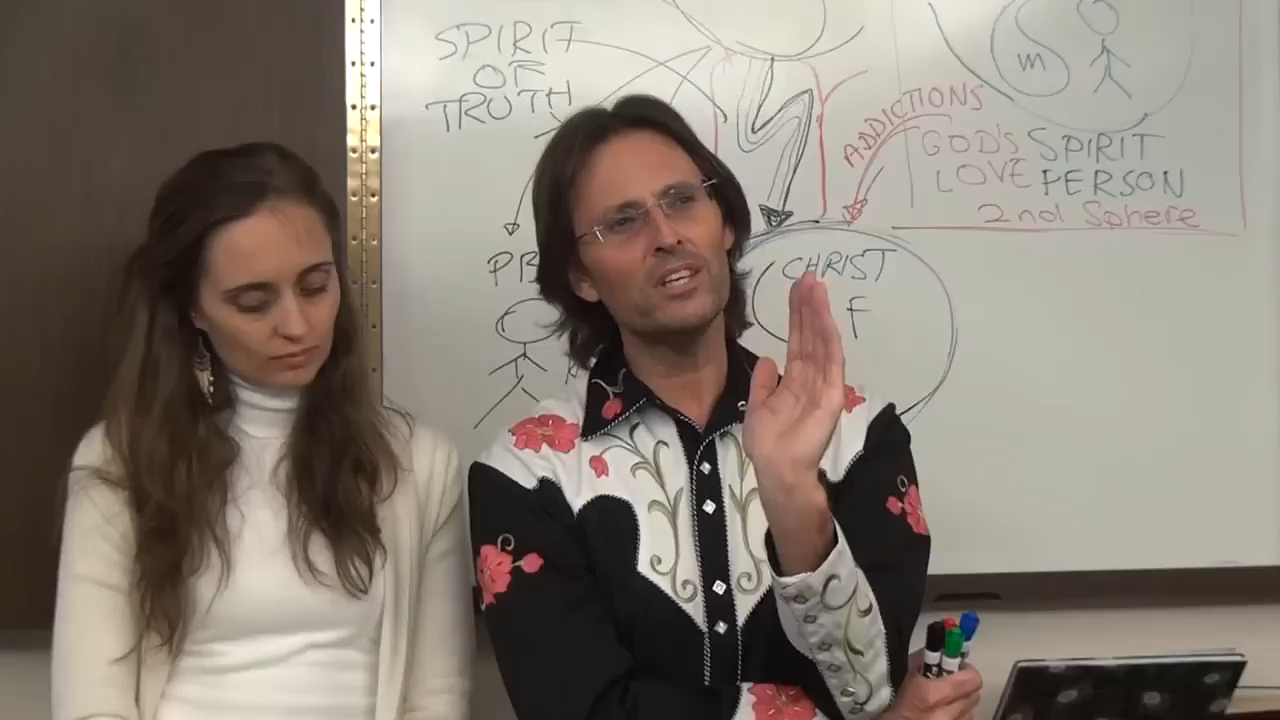 SPIRIT
OF
TRUTH
ADDICTIONS
m
GOD'S
LOVE
SPIRIT
PERSON
2nd Sphere
CHRIST
F